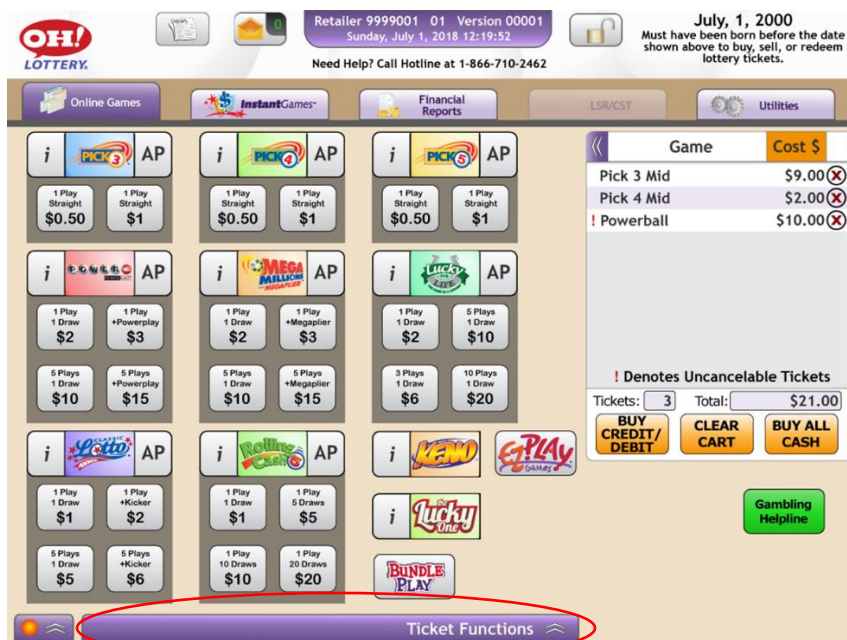 OH!
LOTTERY.
NEWS
0
Retailer 9999001 01 Version 00001
Sunday, July 1, 2018 12:19:52
Need Help? Call Hotline at 1-866-710-2462
July, 1, 2000
Must have been born before the date
shown above to buy, sell, or redeem
lottery tickets.
Online Games
InstantGames
Financial
Reports
LSR/CST
Utilities
i PICK 3 AP
1 Play
Straight
$0.50
1 Play
Straight
$1
i PICK 4 AP
1 Play
Straight
$0.50
1 Play
Straight
$1
i PICK 5 AP
1 Play
Straight
$0.50
1 Play
Straight
$1
i POWERBALL AP
1 Play
1 Draw
$2
1 Play
+Powerplay
$3
5 Plays
1 Draw
$10
5 Plays
+Powerplay
$15
i MEGA MILLIONS MEGAPLIER AP
1 Play
1 Draw
$2
1 Play
+Megaplier
$3
5 Plays
1 Draw
$10
5 Plays
+Megaplier
$15
i Lucky for LIFE AP
1 Play
1 Draw
$2
5 Plays
1 Draw
$10
3 Plays
1 Draw
$6
10 Plays
1 Draw
$20
i CLASSIC Lotto AP
1 Play
1 Draw
$1
1 Play
+Kicker
$2
5 Plays
1 Draw
$5
5 Plays
+Kicker
$6
i Rolling Cash 5 AP
1 Play
1 Draw
$1
1 Play
5 Draws
$5
1 Play
10 Draws
$10
1 Play
20 Draws
$20
i KENO
EZPLAY
GAMES
i the Lucky One
BUNDLE
PLAY
Game Cost $
Pick 3 Mid $9.00 X
Pick 4 Mid $2.00 X
! Powerball $10.00 X
! Denotes Uncancelable Tickets
Tickets: 3 Total: $21.00
BUY
CREDIT/
DEBIT
CLEAR
CART
BUY ALL
CASH
Gambling
Helpline
Ticket Functions